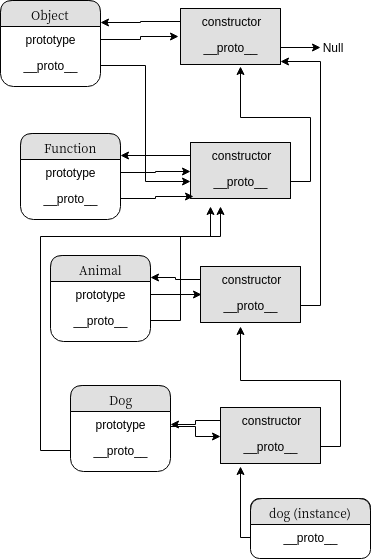 Object
prototype
__proto__
constructor
__proto__
Null
Function
prototype
__proto__
constructor
__proto__
Animal
prototype
__proto__
constructor
__proto__
Dog
prototype
__proto__
constructor
__proto__
dog (instance)
__proto__